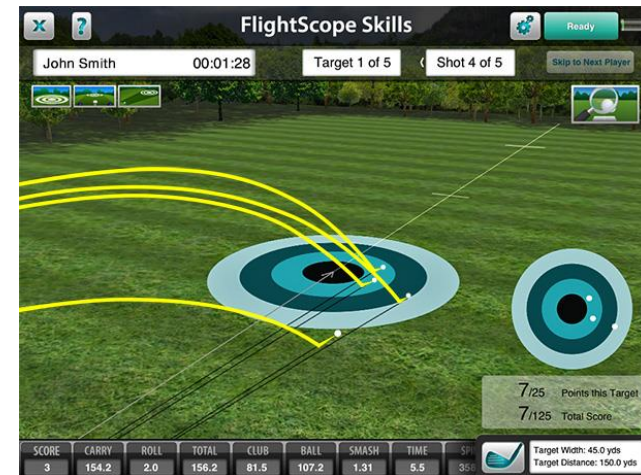 X ? FlightScope Skills Ready
John Smith 00:01:28 Target 1 of 5 Shot 4 of 5 Skip to Next Player
7/25 Points this Target
7/125 Total Score
SCORE CARRY ROLL TOTAL CLUB BALL SMASH TIME
3 154.2 2.0 156.2 81.5 107.2 1.31 5.5
Target Width: 45.0 yds
Target Distance: 150.0 yds